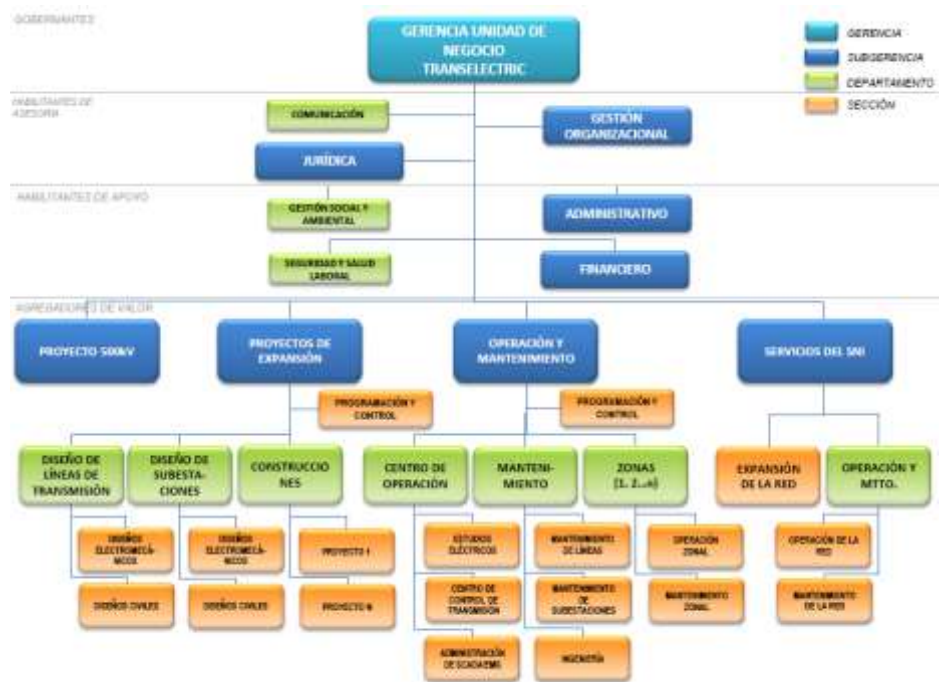 GOBERNANTES
GERENCIA UNIDAD DE
NEGOCIO
TRANSELECTRIC
GERENCIA
SUBGERENCIA
DEPARTAMENTO
SECCIÓN
HABILITANTES DE
ASESORÍA
COMUNICACIÓN
GESTIÓN
ORGANIZACIONAL
JURÍDICA
HABILITANTES DE APOYO
GESTIÓN SOCIAL Y
AMBIENTAL
ADMINISTRATIVO
SEGURIDAD Y SALUD
LABORAL
FINANCIERO
AGREGADORES DE VALOR
PROYECTO 500kV
PROYECTOS DE
EXPANSIÓN
OPERACIÓN Y
MANTENIMIENTO
SERVICIOS DEL SNI
PROGRAMACIÓN Y
CONTROL
PROGRAMACIÓN Y
CONTROL
DISEÑO DE
LÍNEAS DE
TRANSMISIÓN
DISEÑO DE
SUBESTA-
CIONES
CONSTRUCCIO
NES
CENTRO DE
OPERACIÓN
MANTENI-
MIENTO
ZONAS
(1, 2...n)
EXPANSIÓN
DE LA RED
OPERACIÓN Y
MTTO.
DISEÑOS
ELECTROMECÁ-
NICOS
DISEÑOS
ELECTROMECÁ-
NICOS
PROYECTO 1
ESTUDIOS
ELÉCTRICOS
MANTENIMIENTO
DE LÍNEAS
OPERACIÓN
ZONAL
OPERACIÓN DE LA
RED
DISEÑOS CIVILES
DISEÑOS CIVILES
PROYECTO N
CENTRO DE
CONTROL DE
TRANSMISIÓN
MANTENIMIENTO
DE
SUBESTACIONES
MANTENIMIENTO
ZONAL
MANTENIMIENTO
DE LA RED
ADMINISTRACIÓN
DE SCADA/EMS
INGENIERÍA